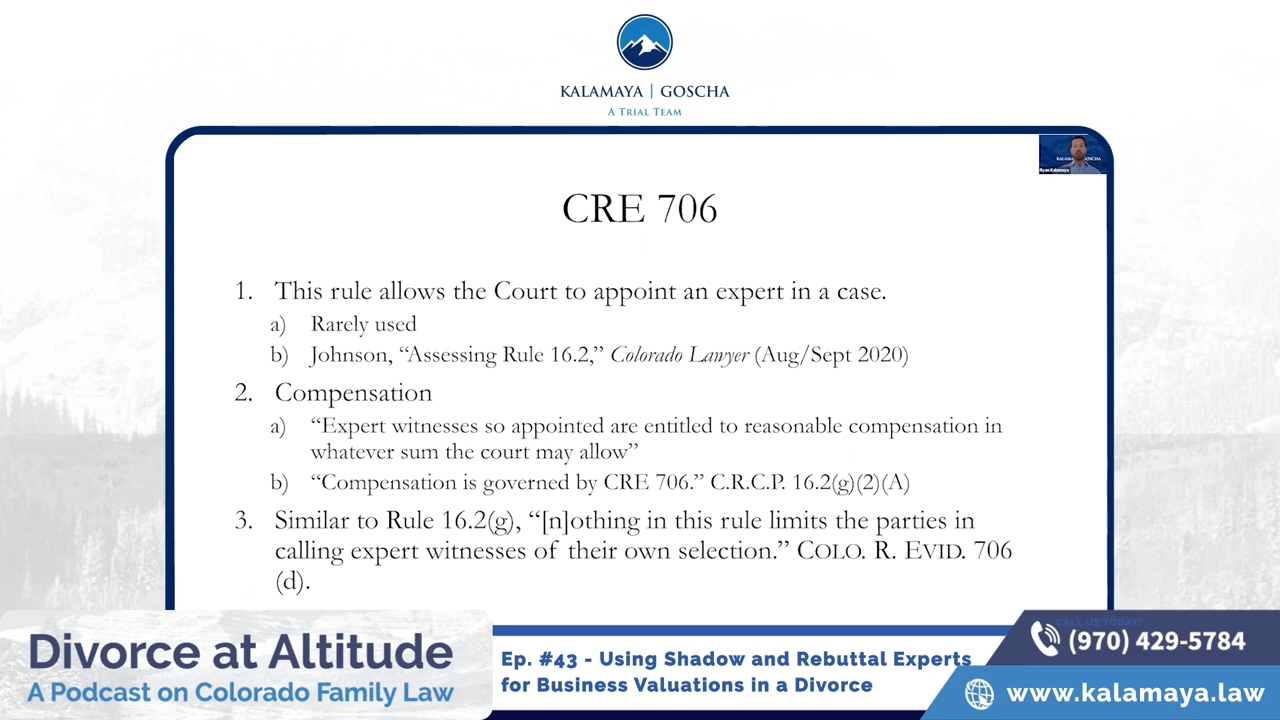 KALAMAYA | GOSCHA
A TRIAL TEAM
KALAMAYA GOSCHA
Ryan Kalamaya
CRE 706
1. This rule allows the Court to appoint an expert in a case.
a) Rarely used
b) Johnson, “Assessing Rule 16.2,” Colorado Lawyer (Aug/Sept 2020)
2. Compensation
a) “Expert witnesses so appointed are entitled to reasonable compensation in
whatever sum the court may allow”
b) “Compensation is governed by CRE 706.” C.R.C.P. 16.2(g)(2)(A)
3. Similar to Rule 16.2(g), “[n]othing in this rule limits the parties in
calling expert witnesses of their own selection.” COLO. R. EVID. 706
(d).
Divorce at Altitude
A Podcast on Colorado Family Law
Ep. #43 - Using Shadow and Rebuttal Experts
for Business Valuations in a Divorce
CALL US TODAY!
(970) 429-5784
www.kalamaya.law